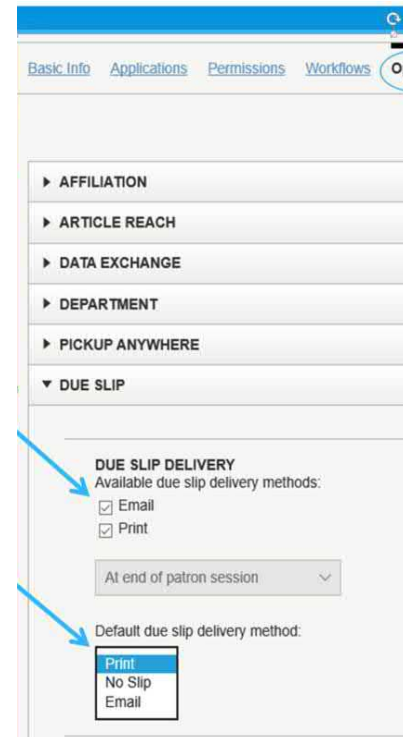 Basic Info Applications Permissions Workflows
AFFILIATION
ARTICLE REACH
DATA EXCHANGE
DEPARTMENT
PICKUP ANYWHERE
DUE SLIP
DUE SLIP DELIVERY
Available due slip delivery methods:
Email
Print
At end of patron session
Default due slip delivery method:
Print
No Slip
Email